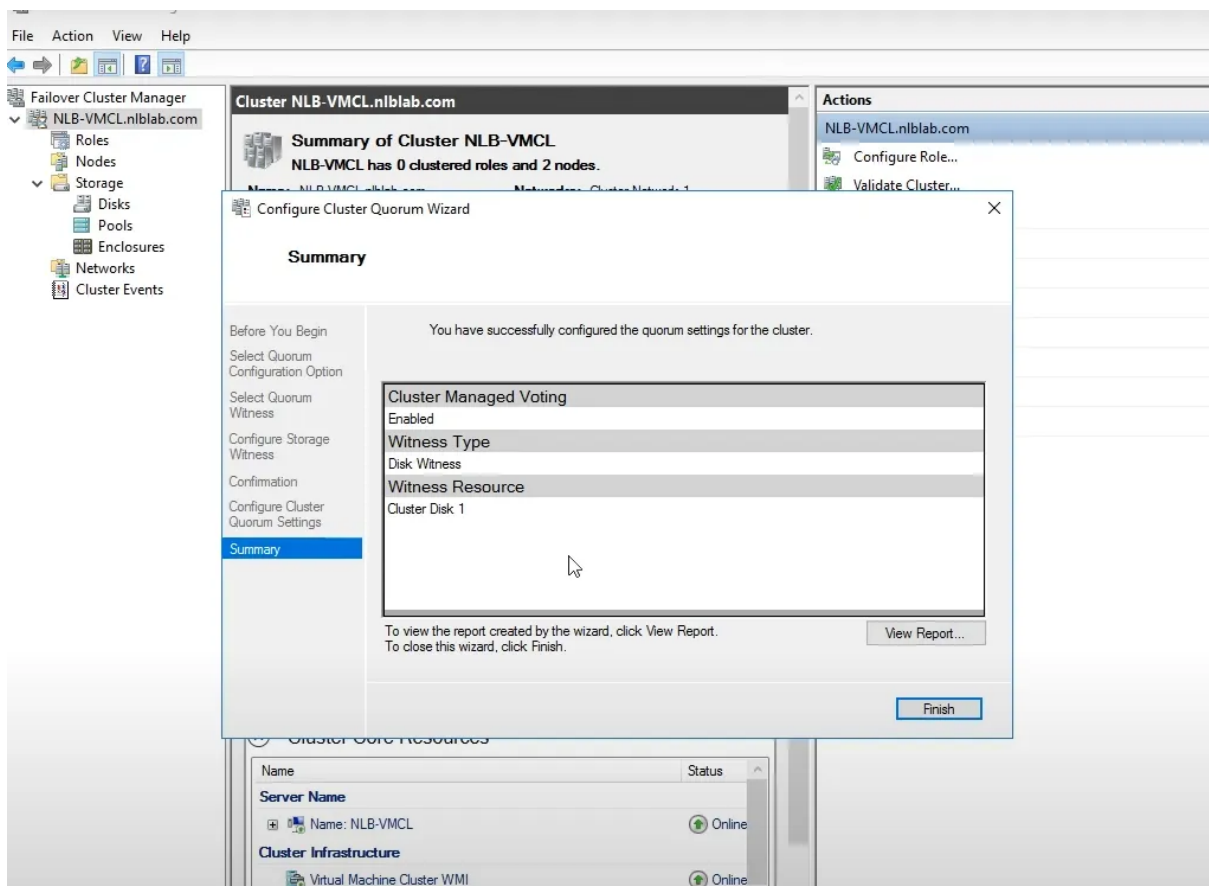 File Action View Help
Failover Cluster Manager
NLB-VMCL.nlblab.com
Roles
Nodes
Storage
Disks
Pools
Enclosures
Networks
Cluster Events
Cluster NLB-VMCL.nlblab.com
Summary of Cluster NLB-VMCL
NLB-VMCL has 0 clustered roles and 2 nodes.
Actions
NLB-VMCL.nlblab.com
Configure Role...
Validate Cluster...
Configure Cluster Quorum Wizard
Summary
Before You Begin
Select Quorum
Configuration Option
Select Quorum
Witness
Configure Storage
Witness
Confirmation
Configure Cluster
Quorum Settings
Summary
You have successfully configured the quorum settings for the cluster.
Cluster Managed Voting
Enabled
Witness Type
Disk Witness
Witness Resource
Cluster Disk 1
To view the report created by the wizard, click View Report.
To close this wizard, click Finish.
View Report...
Finish
Cluster Core Resources
Name Status
Server Name
Name: NLB-VMCL Online
Cluster Infrastructure
Virtual Machine Cluster WMI Online